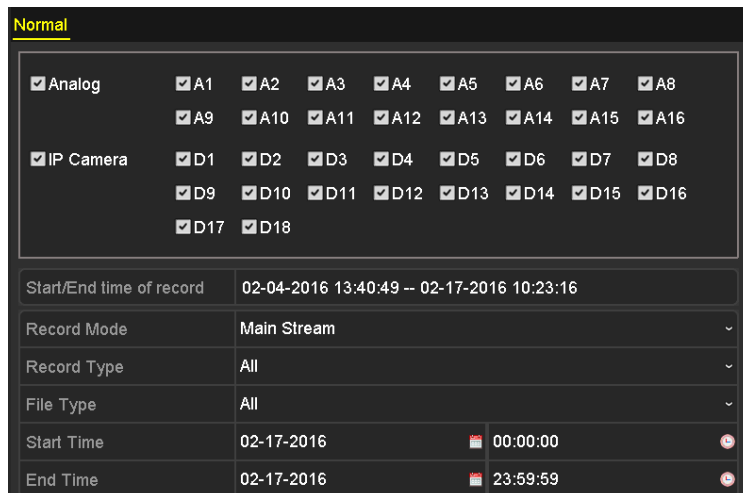 Normal
Analog A1 A2 A3 A4 A5 A6 A7 A8
A9 A10 A11 A12 A13 A14 A15 A16
IP Camera D1 D2 D3 D4 D5 D6 D7 D8
D9 D10 D11 D12 D13 D14 D15 D16
D17 D18
Start/End time of record 02-04-2016 13:40:49 -- 02-17-2016 10:23:16
Record Mode Main Stream
Record Type All
File Type All
Start Time 02-17-2016 00:00:00
End Time 02-17-2016 23:59:59